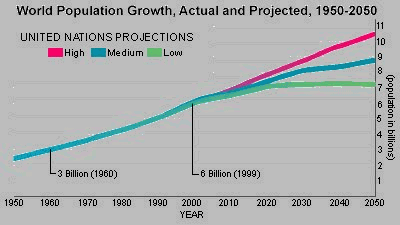 World Population Growth, Actual and Projected, 1950-2050
UNITED NATIONS PROJECTIONS
High Medium Low
11
10
9
8
7
6
5
4
3
2
1
(population in billions)
3 Billion (1960)
6 Billion (1999)
1950 1960 1970 1980 1990 2000 2010 2020 2030 2040 2050
YEAR